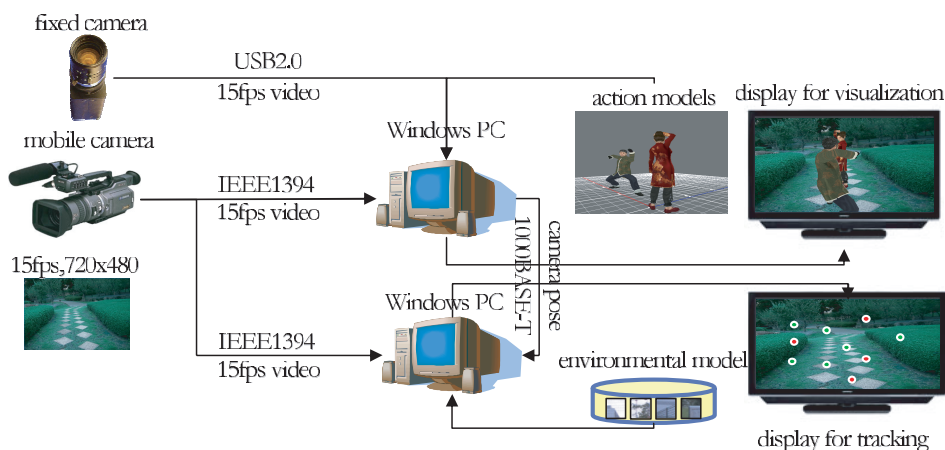 fixed camera
USB2.0
15fps video
action models
display for visualization
mobile camera
Windows PC
IEEE1394
15fps video
camera pose
1000BASE-T
15fps,720x480
Windows PC
IEEE1394
15fps video
environmental model
display for tracking